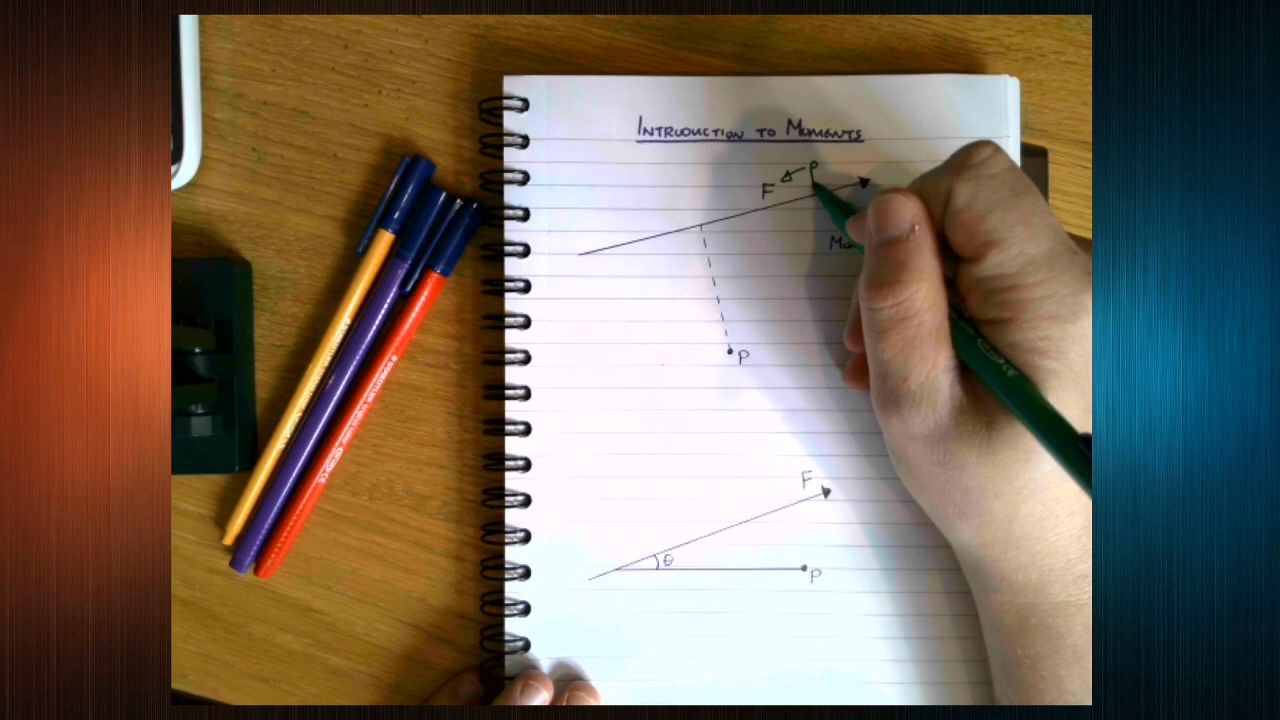 INTRODUCTION TO MOMENTS
F
P
F
θ
P